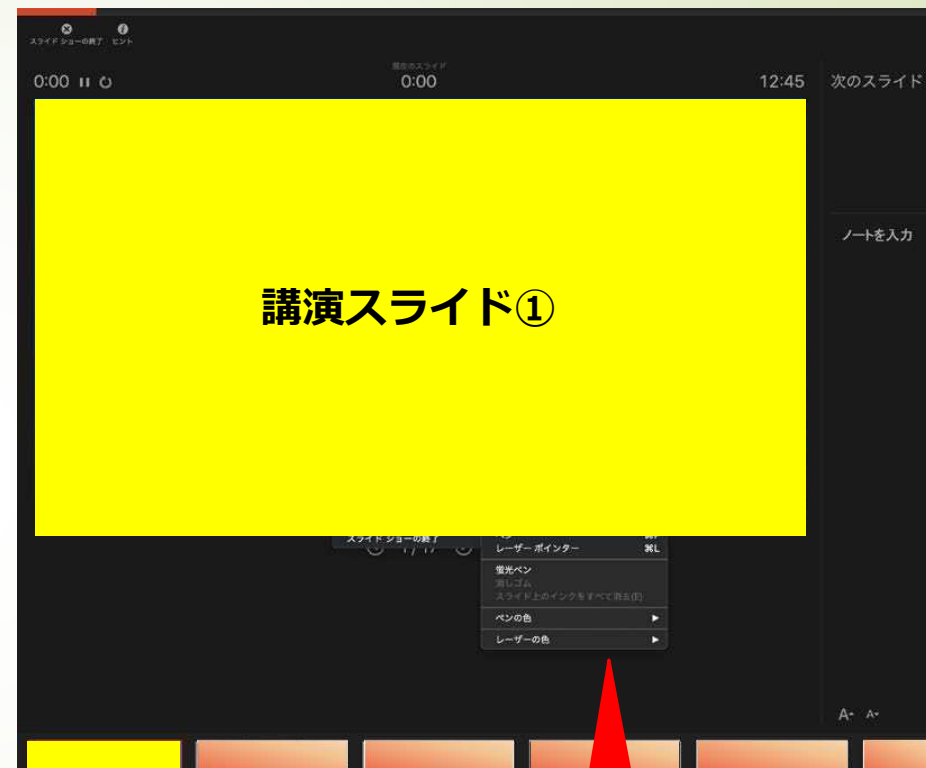 スライド ショーの終了 ヒント
現在のスライド
0:00 0:00 12:45 次のスライド
ノートを入力
講演スライド①
スライド ショーの終了
レーザー ポインター ⌘L
蛍光ペン
消しゴム
スライド上のインクをすべて消去(E)
ペンの色
レーザーの色
A A